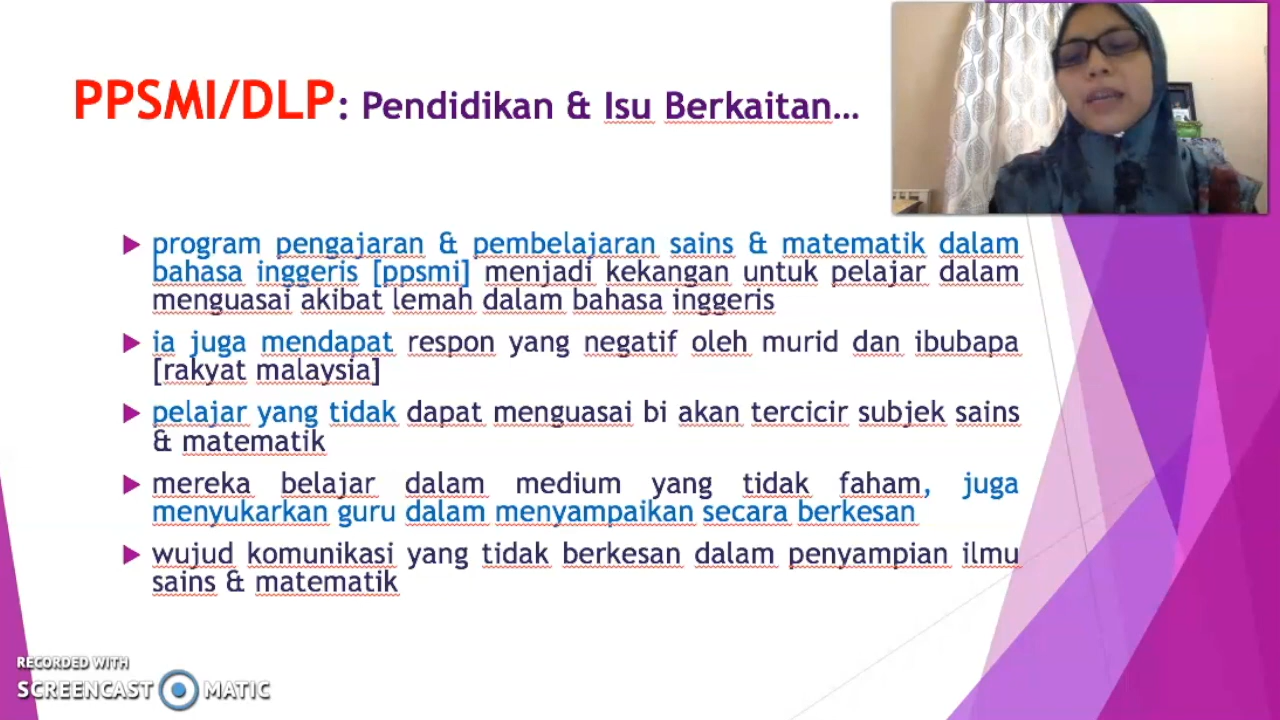 PPSMI/DLP: Pendidikan & Isu Berkaitan…
program pengajaran & pembelajaran sains & matematik dalam
bahasa inggeris [ppsmi] menjadi kekangan untuk pelajar dalam
menguasai akibat lemah dalam bahasa inggeris
ia juga mendapat respon yang negatif oleh murid dan ibubapa
[rakyat malaysia]
pelajar yang tidak dapat menguasai bi akan tercicir subjek sains
& matematik
mereka belajar dalam medium yang tidak faham, juga
menyukarkan guru dalam menyampaikan secara berkesan
wujud komunikasi yang tidak berkesan dalam penyampian ilmu
sains & matematik
RECORDED WITH
SCREENCAST MATIC